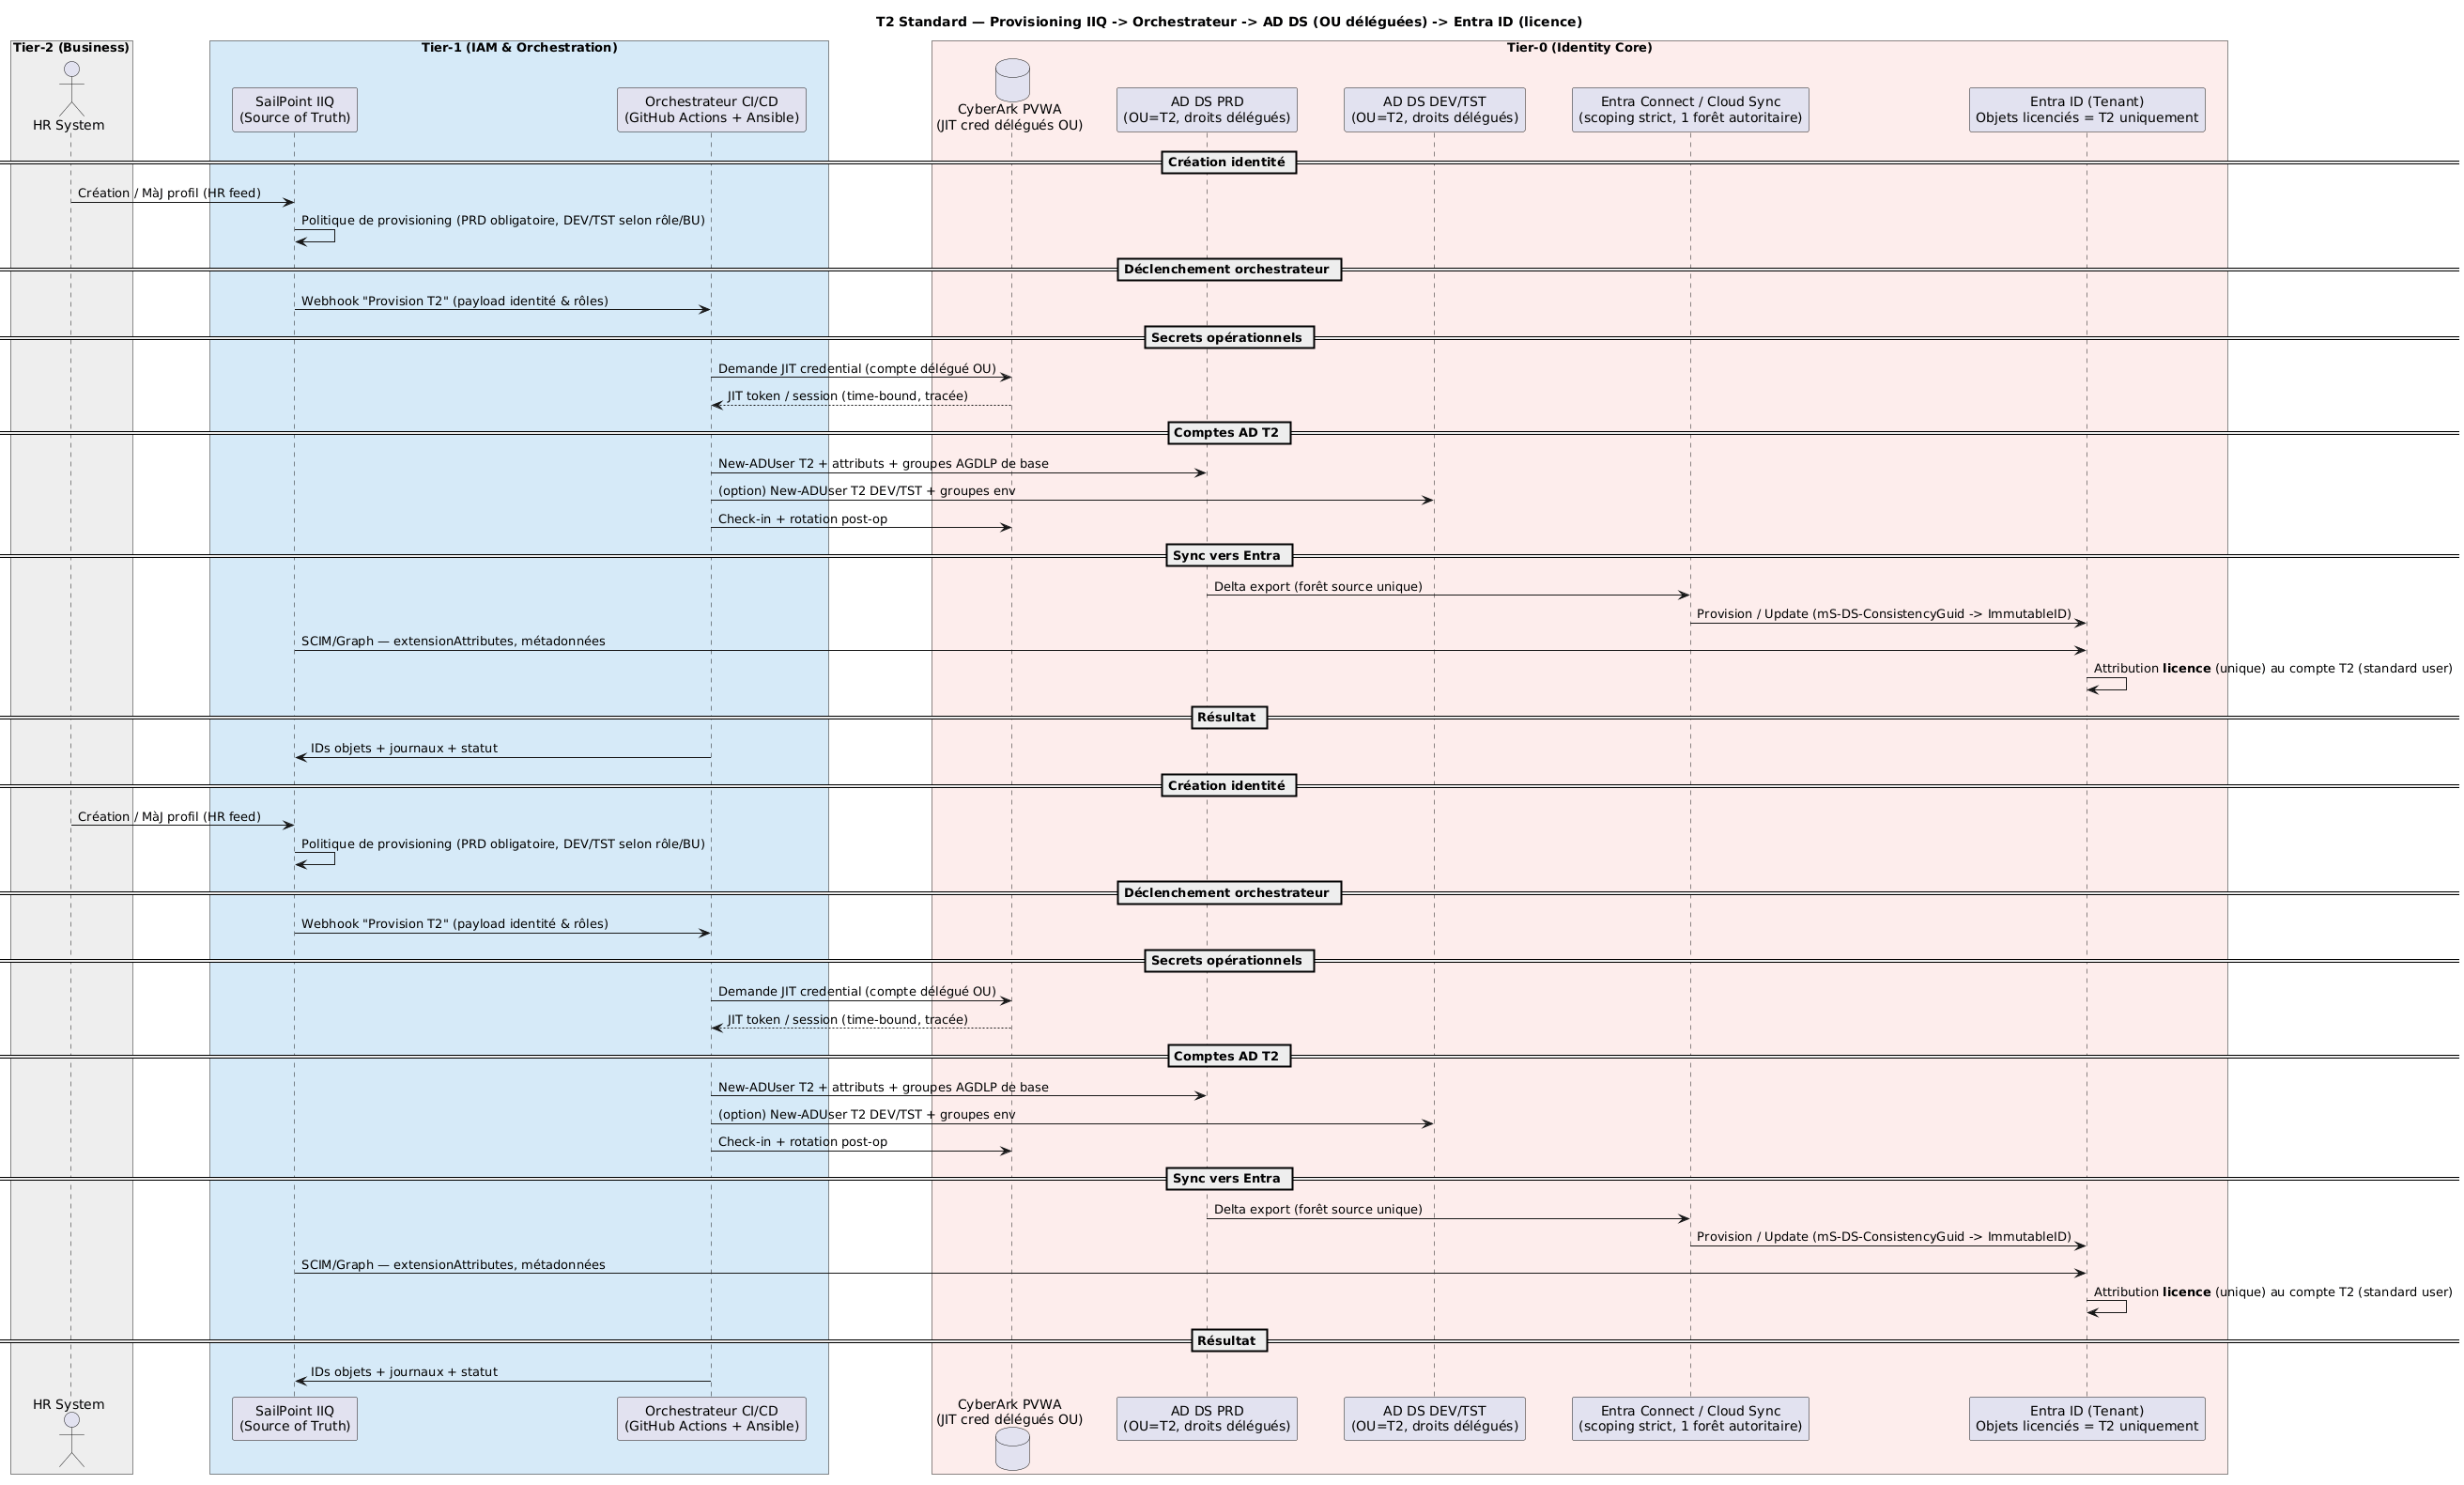 T2 Standard — Provisioning IIQ -> Orchestrateur -> AD DS (OU déléguées) -> Entra ID (licence)
Tier-2 (Business)
Tier-1 (IAM & Orchestration)
Tier-0 (Identity Core)
HR System
SailPoint IIQ
(Source of Truth)
Orchestrateur CI/CD
(GitHub Actions + Ansible)
CyberArk PVWA
(JIT cred délégués OU)
AD DS PRD
(OU=T2, droits délégués)
AD DS DEV/TST
(OU=T2, droits délégués)
Entra Connect / Cloud Sync
(scoping strict, 1 forêt autoritaire)
Entra ID (Tenant)
Objets licenciés = T2 uniquement
Création identité
Création / MàJ profil (HR feed)
Politique de provisioning (PRD obligatoire, DEV/TST selon rôle/BU)
Déclenchement orchestrateur
Webhook "Provision T2" (payload identité & rôles)
Secrets opérationnels
Demande JIT credential (compte délégué OU)
JIT token / session (time-bound, tracée)
Comptes AD T2
New-ADUser T2 + attributs + groupes AGDLP de base
(option) New-ADUser T2 DEV/TST + groupes env
Check-in + rotation post-op
Sync vers Entra
Delta export (forêt source unique)
Provision / Update (mS-DS-ConsistencyGuid -> ImmutableID)
SCIM/Graph — extensionAttributes, métadonnées
Attribution licence (unique) au compte T2 (standard user)
Résultat
IDs objets + journaux + statut
Création identité
Création / MàJ profil (HR feed)
Politique de provisioning (PRD obligatoire, DEV/TST selon rôle/BU)
Déclenchement orchestrateur
Webhook "Provision T2" (payload identité & rôles)
Secrets opérationnels
Demande JIT credential (compte délégué OU)
JIT token / session (time-bound, tracée)
Comptes AD T2
New-ADUser T2 + attributs + groupes AGDLP de base
(option) New-ADUser T2 DEV/TST + groupes env
Check-in + rotation post-op
Sync vers Entra
Delta export (forêt source unique)
Provision / Update (mS-DS-ConsistencyGuid -> ImmutableID)
SCIM/Graph — extensionAttributes, métadonnées
Attribution licence (unique) au compte T2 (standard user)
Résultat
IDs objets + journaux + statut
HR System
SailPoint IIQ
(Source of Truth)
Orchestrateur CI/CD
(GitHub Actions + Ansible)
CyberArk PVWA
(JIT cred délégués OU)
AD DS PRD
(OU=T2, droits délégués)
AD DS DEV/TST
(OU=T2, droits délégués)
Entra Connect / Cloud Sync
(scoping strict, 1 forêt autoritaire)
Entra ID (Tenant)
Objets licenciés = T2 uniquement